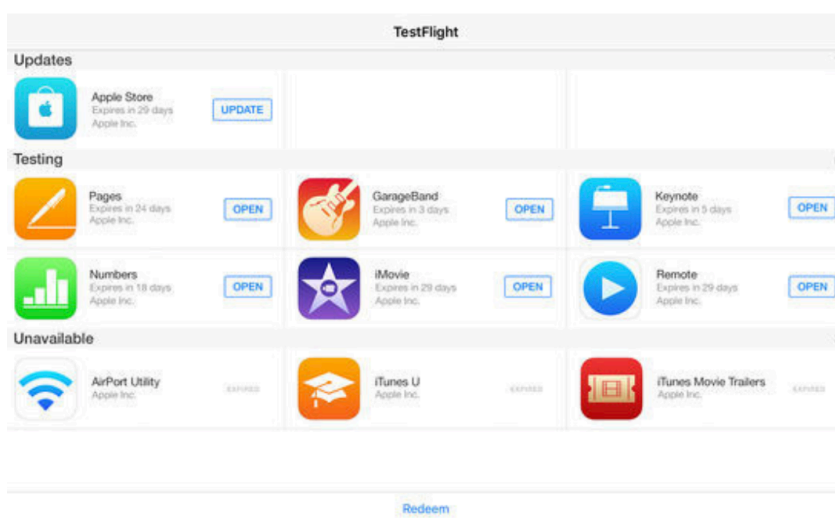 TestFlight
Updates
Apple Store
Expires in 29 days
Apple Inc.
UPDATE
Testing
Pages
Expires in 24 days
Apple Inc.
OPEN
GarageBand
Expires in 3 days
Apple Inc.
OPEN
Keynote
Expires in 5 days
Apple Inc.
OPEN
Numbers
Expires in 18 days
Apple Inc.
OPEN
iMovie
Expires in 29 days
Apple Inc.
OPEN
Remote
Expires in 29 days
Apple Inc.
OPEN
Unavailable
AirPort Utility
Apple Inc.
EXPIRED
iTunes U
Apple Inc.
EXPIRED
iTunes Movie Trailers
Apple Inc.
EXPIRED
Redeem